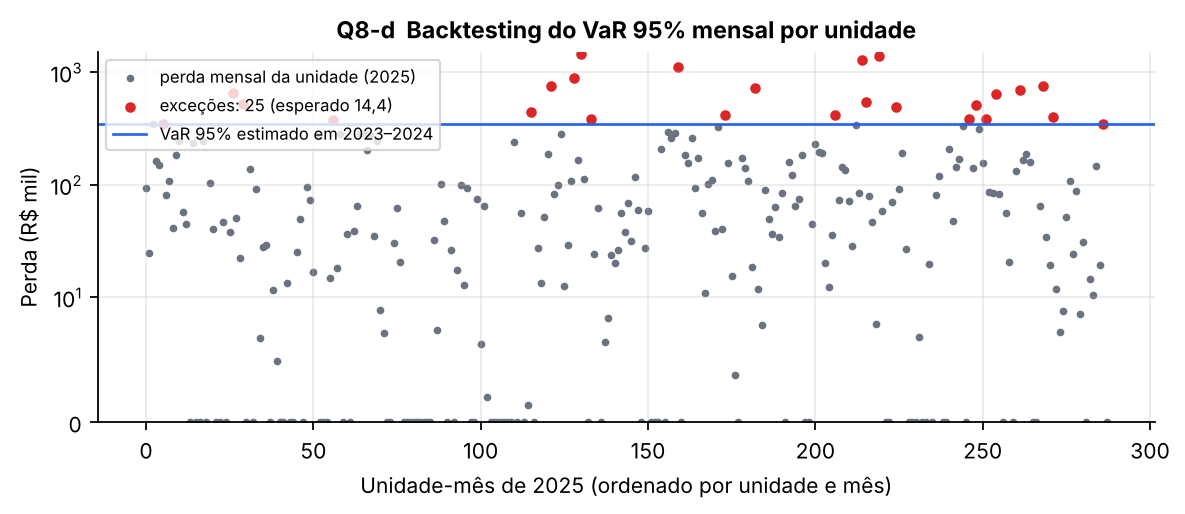 Q8-d  Backtesting do VaR 95% mensal por unidade
perda mensal da unidade (2025)
exceções: 25 (esperado 14,4)
VaR 95% estimado em 2023–2024
Perda (R$ mil)
10³
10²
10¹
0
0 50 100 150 200 250 300
Unidade-mês de 2025 (ordenado por unidade e mês)